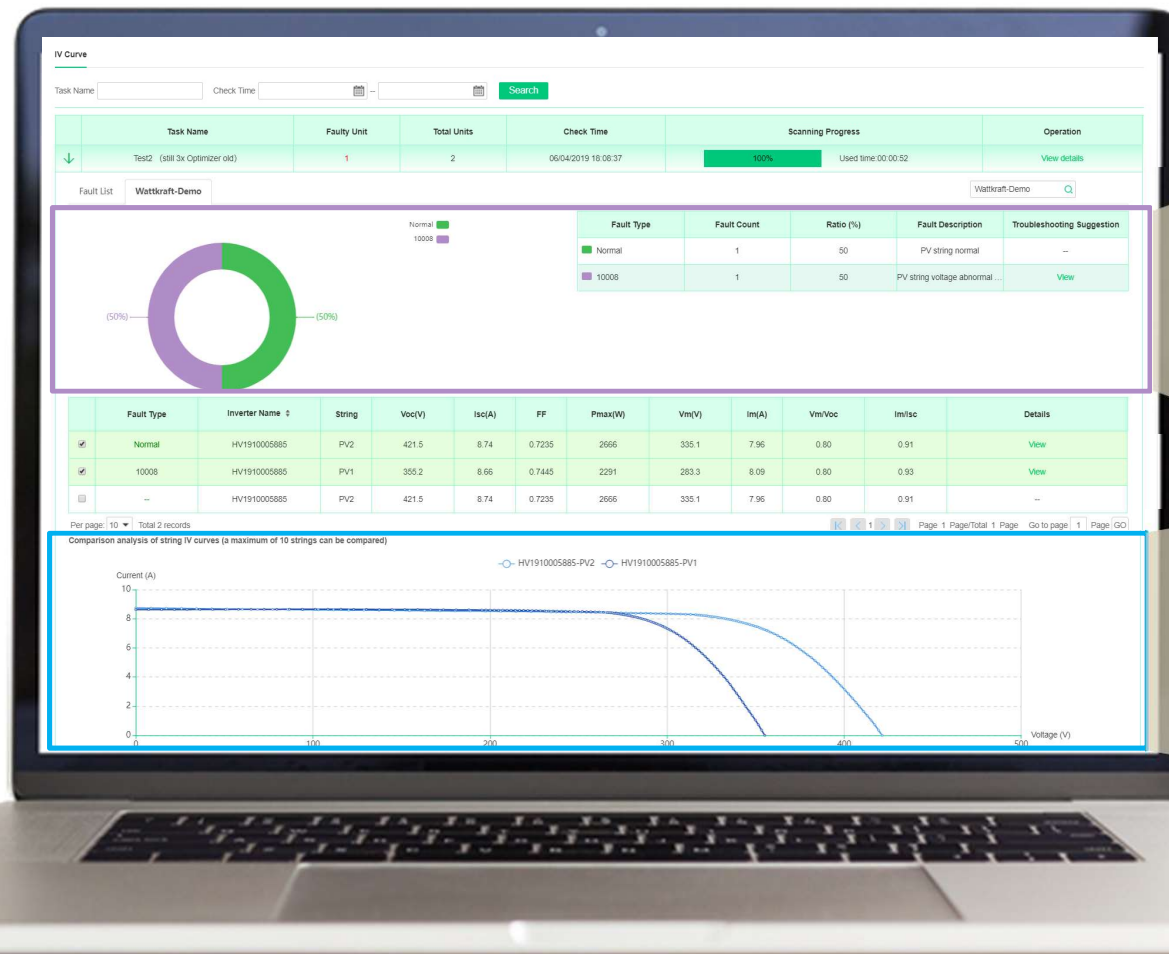 IV Curve
Task Name Check Time – Search
Task Name Faulty Unit Total Units Check Time Scanning Progress Operation
Test2 (still 3x Optimizer old) 1 2 06/04/2019 18:08:37 100% Used time:00:00:52 View details
Fault List Wattkraft-Demo Wattkraft-Demo
Normal
10008
(50%) (50%)
Fault Type Fault Count Ratio (%) Fault Description Troubleshooting Suggestion
Normal 1 50 PV string normal --
10008 1 50 PV string voltage abnormal ... View
Fault Type Inverter Name String Voc(V) Isc(A) FF Pmax(W) Vm(V) Im(A) Vm/Voc Im/Isc Details
Normal HV1910005885 PV2 421.5 8.74 0.7235 2666 335.1 7.96 0.80 0.91 View
10008 HV1910005885 PV1 355.2 8.66 0.7445 2291 283.3 8.09 0.80 0.93 View
-- HV1910005885 PV2 421.5 8.74 0.7235 2666 335.1 7.96 0.80 0.91 --
Per page: 10 Total 2 records 1 Page 1 Page/Total 1 Page Go to page 1 Page GO
Comparison analysis of string IV curves (a maximum of 10 strings can be compared)
HV1910005885-PV2 HV1910005885-PV1
Current (A)
10
8
6
4
2
0
0 100 200 300 400 500 Voltage (V)